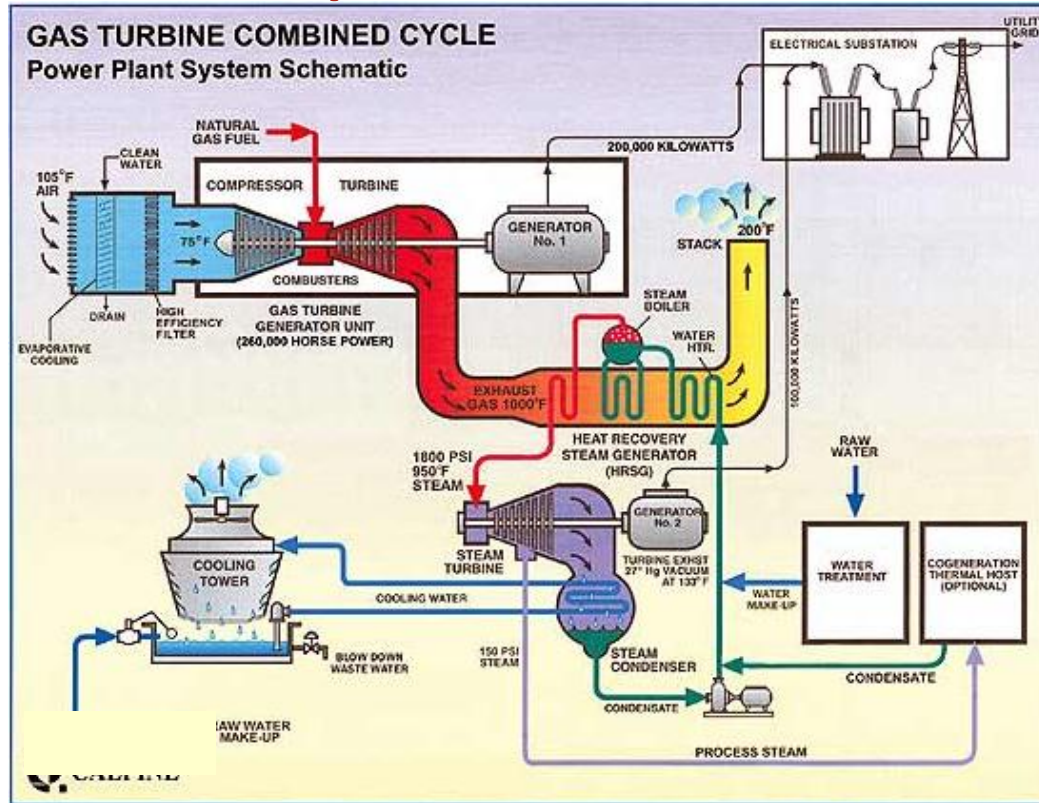 GAS TURBINE COMBINED CYCLE
Power Plant System Schematic
UTILITY
GRID
ELECTRICAL SUBSTATION
NATURAL
GAS FUEL
200,000 KILOWATTS
CLEAN
WATER
105°F
AIR
COMPRESSOR
TURBINE
75°F
GENERATOR
No. 1
COMBUSTERS
STACK
200°F
DRAIN
HIGH
EFFICIENCY
FILTER
EVAPORATIVE
COOLING
GAS TURBINE
GENERATOR UNIT
(260,000 HORSE POWER)
STEAM
BOILER
WATER
HTR.
100,000 KILOWATTS
EXHAUST
GAS 1000°F
HEAT RECOVERY
STEAM GENERATOR
(HRSG)
1800 PSI
950°F
STEAM
RAW
WATER
GENERATOR
No. 2
STEAM
TURBINE
TURBINE EXHST
27" Hg VACUUM
AT 133°F
COOLING
TOWER
COOLING WATER
WATER
TREATMENT
COGENERATION
THERMAL HOST
(OPTIONAL)
WATER
MAKE-UP
BLOW DOWN
WASTE WATER
150 PSI
STEAM
STEAM
CONDENSER
CONDENSATE
CONDENSATE
WATER
MAKE-UP
PROCESS STEAM